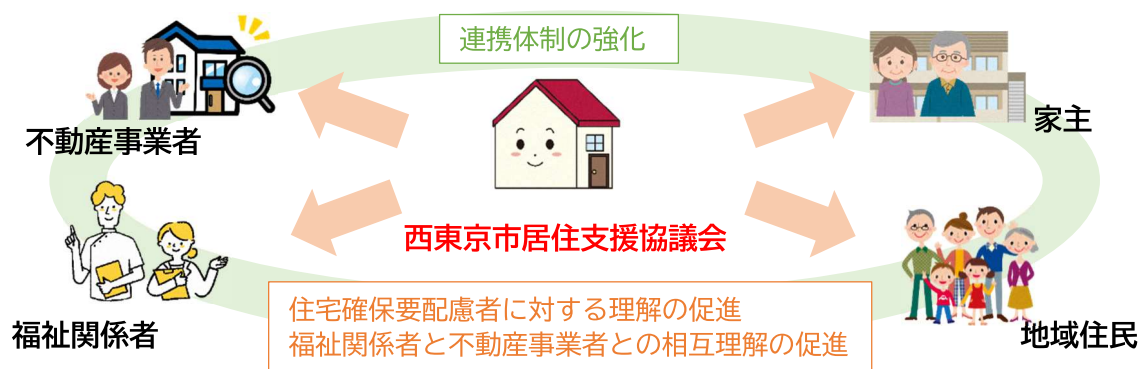 連携体制の強化
不動産事業者
家主
西東京市居住支援協議会
住宅確保要配慮者に対する理解の促進
福祉関係者と不動産事業者との相互理解の促進
福祉関係者
地域住民